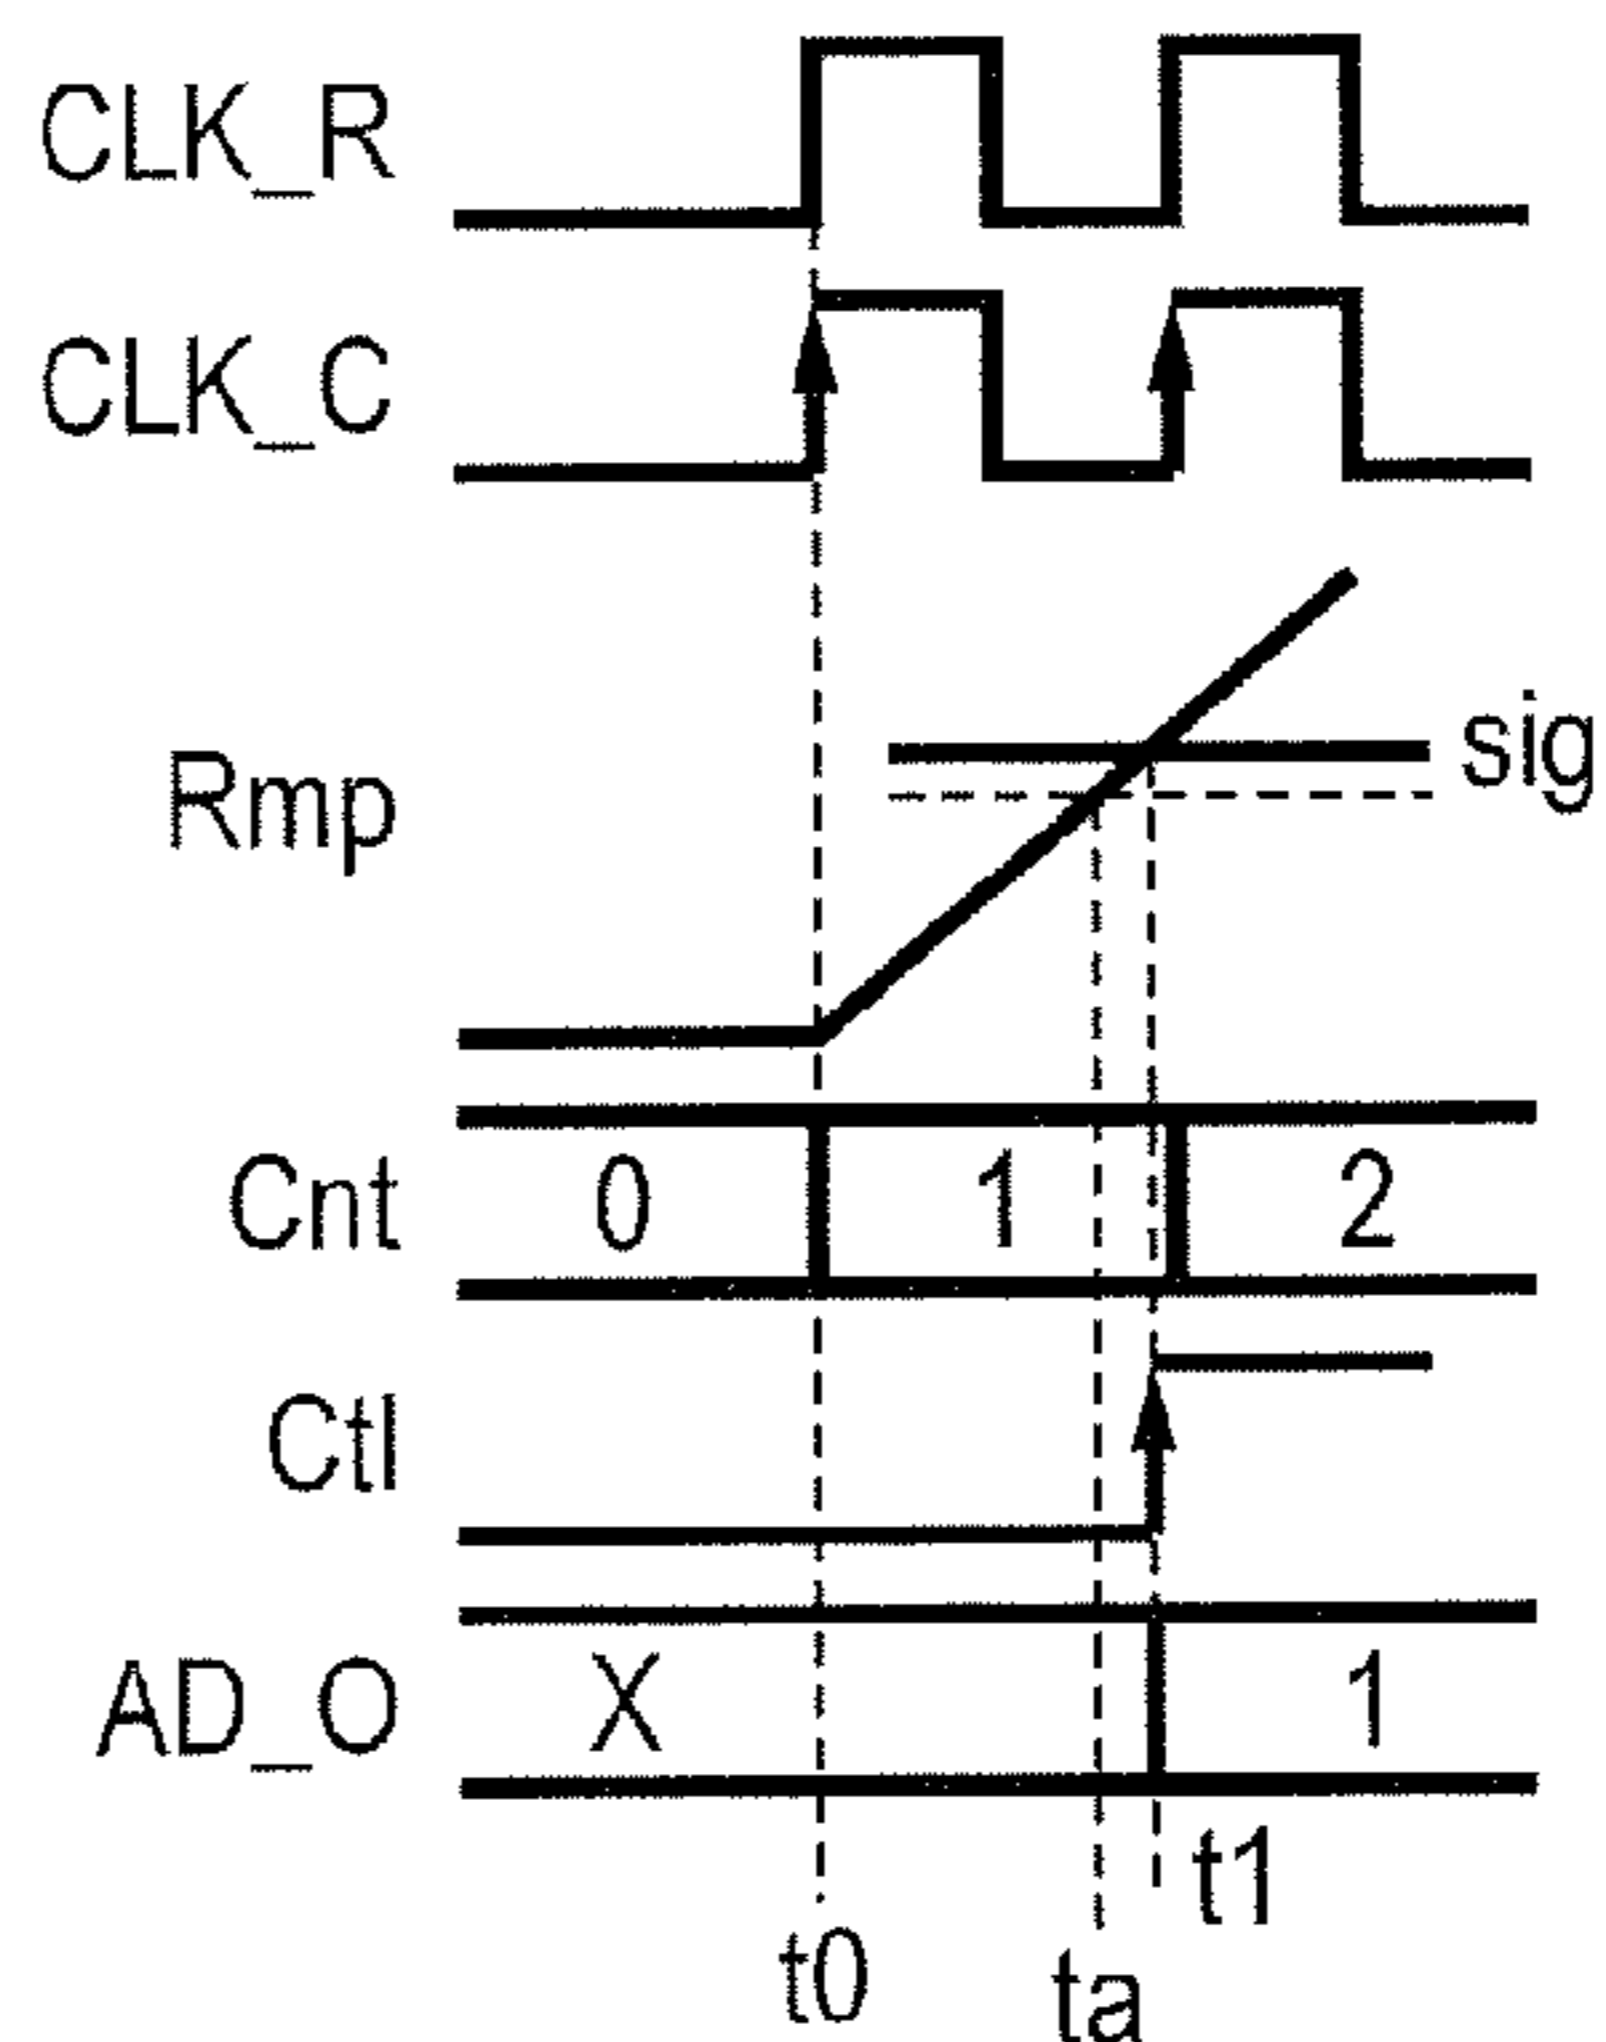 CLK_R
CLK_C
Rmp
sig
Cnt 0 1 2
Ctl
AD_O X 1
t0 ta t1